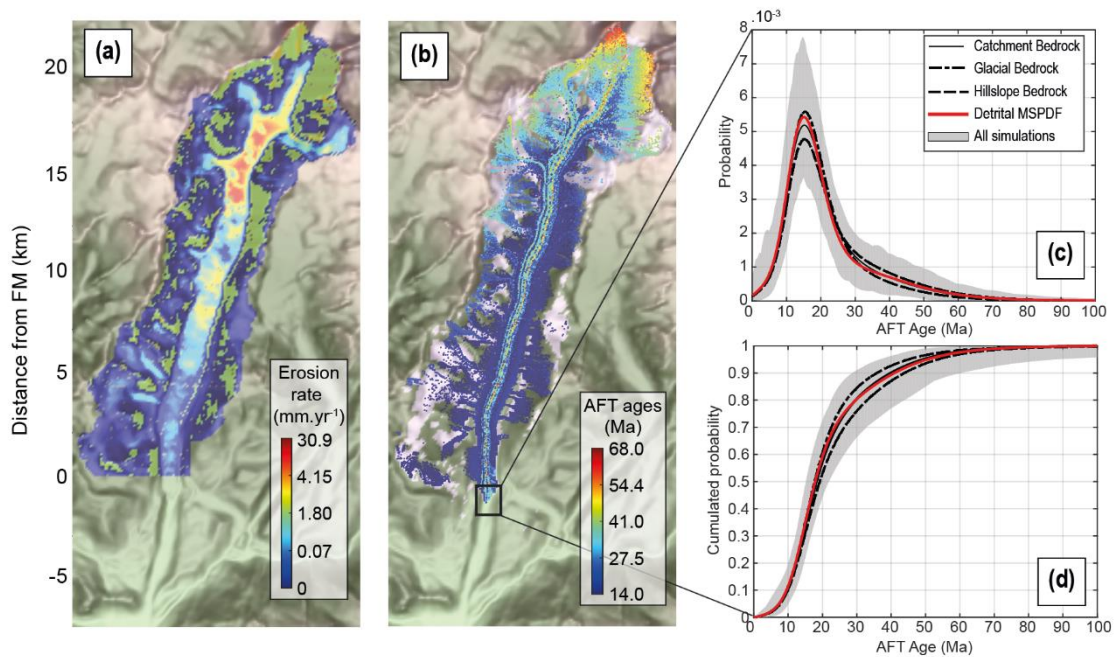 (a)
(b)
Distance from FM (km)
20
15
10
5
0
-5
Erosion
rate
(mm.yr⁻¹)
30.9
4.15
1.80
0.07
0
AFT ages
(Ma)
68.0
54.4
41.0
27.5
14.0
8 .10⁻³
7
6
5
4
3
2
1
0
Probability
Catchment Bedrock
Glacial Bedrock
Hillslope Bedrock
Detrital MSPDF
All simulations
(c)
0 10 20 30 40 50 60 70 80 90 100
AFT Age (Ma)
1
0.9
0.8
0.7
0.6
0.5
0.4
0.3
0.2
0.1
0
Cumulated probability
(d)
0 10 20 30 40 50 60 70 80 90 100
AFT Age (Ma)